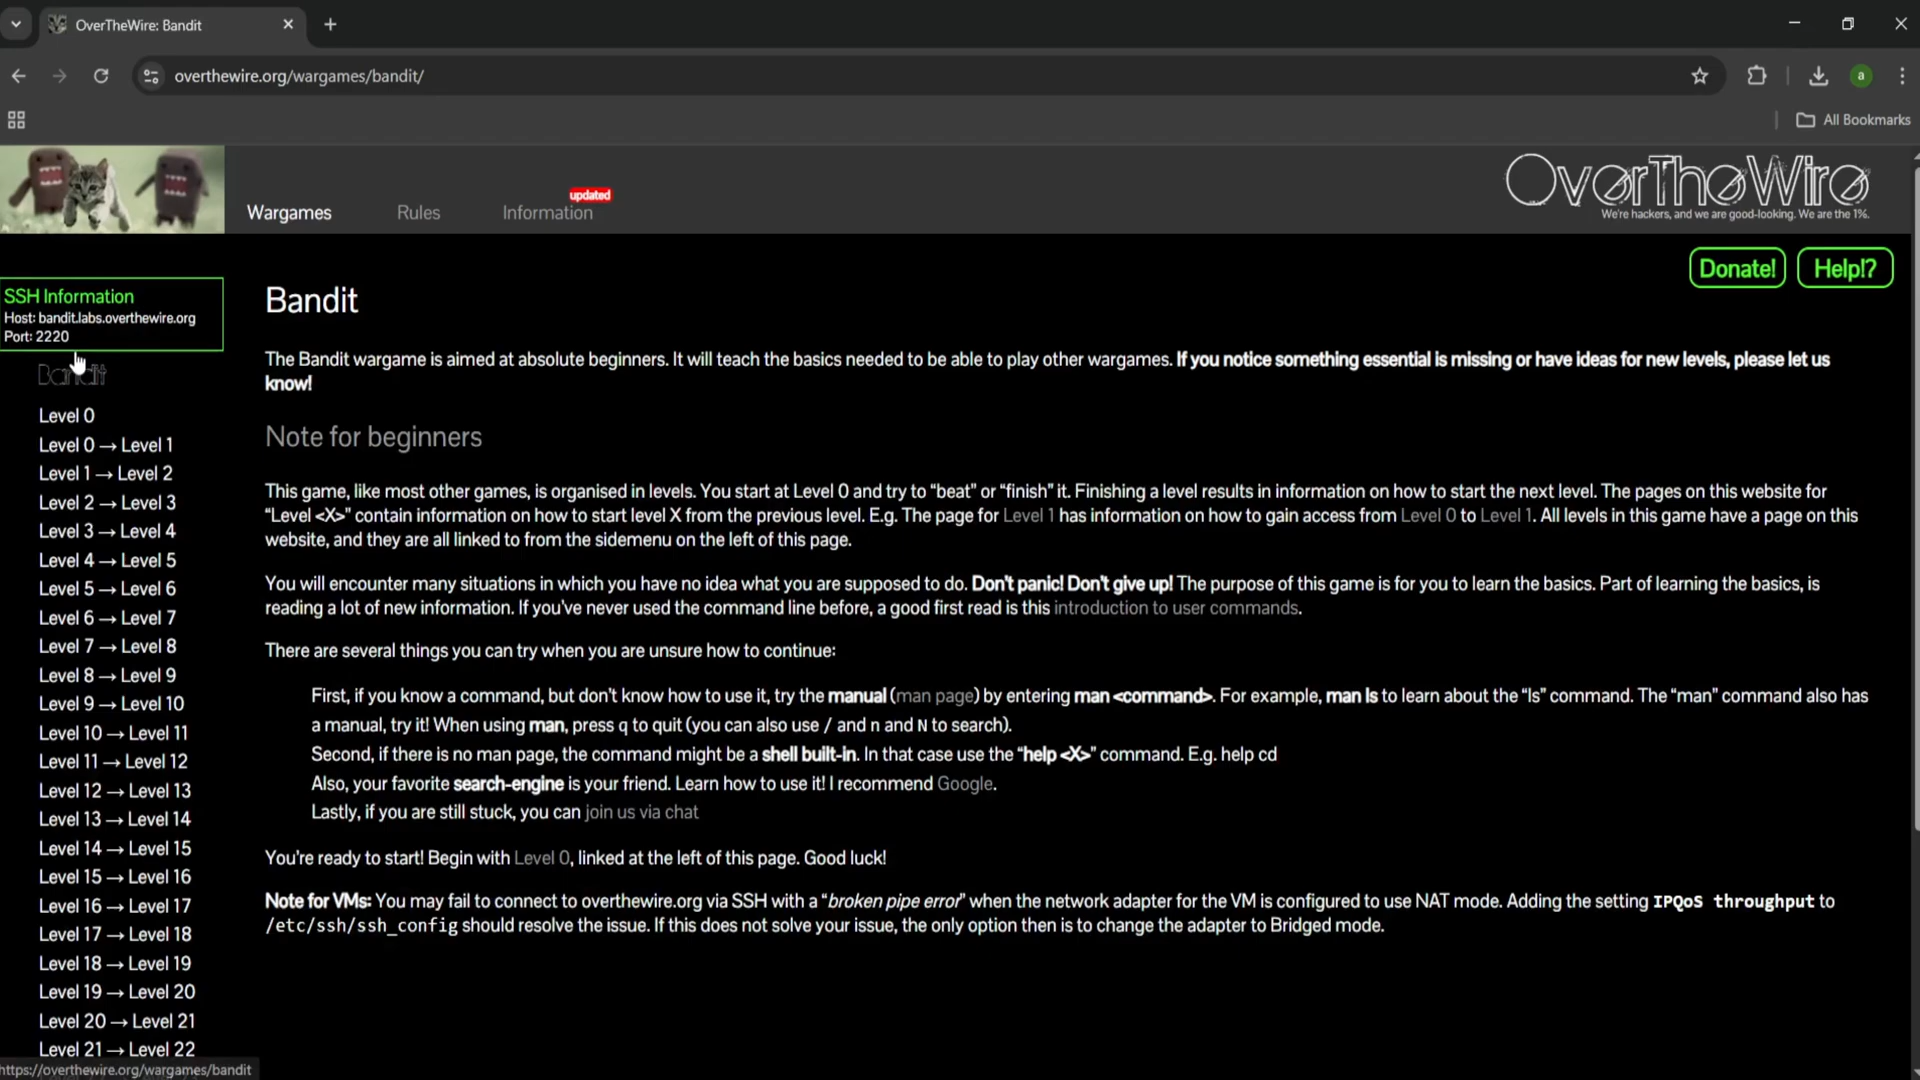 OverTheWire: Bandit
overthewire.org/wargames/bandit/
a
All Bookmarks
Wargames
Rules
Information
updated
OverTheWire
We're hackers, and we are good-looking. We are the 1%.
Donate!
Help!?
SSH Information
Host: bandit.labs.overthewire.org
Port: 2220
Bandit
Level 0
Level 0 → Level 1
Level 1 → Level 2
Level 2 → Level 3
Level 3 → Level 4
Level 4 → Level 5
Level 5 → Level 6
Level 6 → Level 7
Level 7 → Level 8
Level 8 → Level 9
Level 9 → Level 10
Level 10 → Level 11
Level 11 → Level 12
Level 12 → Level 13
Level 13 → Level 14
Level 14 → Level 15
Level 15 → Level 16
Level 16 → Level 17
Level 17 → Level 18
Level 18 → Level 19
Level 19 → Level 20
Level 20 → Level 21
Level 21 → Level 22
Bandit
The Bandit wargame is aimed at absolute beginners. It will teach the basics needed to be able to play other wargames. If you notice something essential is missing or have ideas for new levels, please let us
know!
Note for beginners
This game, like most other games, is organised in levels. You start at Level 0 and try to “beat” or “finish” it. Finishing a level results in information on how to start the next level. The pages on this website for
“Level <X>” contain information on how to start level X from the previous level. E.g. The page for Level 1 has information on how to gain access from Level 0 to Level 1. All levels in this game have a page on this
website, and they are all linked to from the sidemenu on the left of this page.
You will encounter many situations in which you have no idea what you are supposed to do. Don't panic! Don't give up! The purpose of this game is for you to learn the basics. Part of learning the basics, is
reading a lot of new information. If you've never used the command line before, a good first read is this introduction to user commands.
There are several things you can try when you are unsure how to continue:
First, if you know a command, but don't know how to use it, try the manual (man page) by entering man <command>. For example, man ls to learn about the “ls” command. The “man” command also has
a manual, try it! When using man, press q to quit (you can also use / and n and N to search).
Second, if there is no man page, the command might be a shell built-in. In that case use the “help <X>” command. E.g. help cd
Also, your favorite search-engine is your friend. Learn how to use it! I recommend Google.
Lastly, if you are still stuck, you can join us via chat
You're ready to start! Begin with Level 0, linked at the left of this page. Good luck!
Note for VMs: You may fail to connect to overthewire.org via SSH with a “broken pipe error” when the network adapter for the VM is configured to use NAT mode. Adding the setting IPQoS throughput to
/etc/ssh/ssh_config should resolve the issue. If this does not solve your issue, the only option then is to change the adapter to Bridged mode.
https://overthewire.org/wargames/bandit